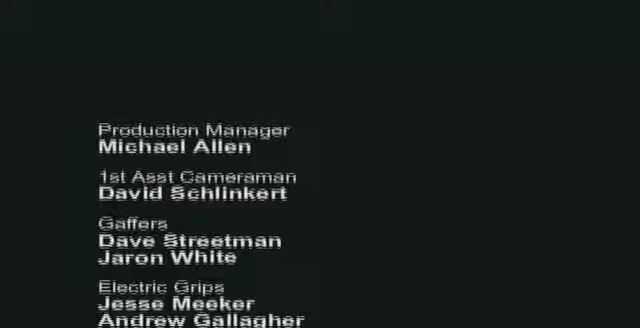 Production Manager
Michael Allen
1st Asst Cameraman
David Schlinkert
Gaffers
Dave Streetman
Jaron White
Electric Grips
Jesse Meeker
Andrew Gallagher